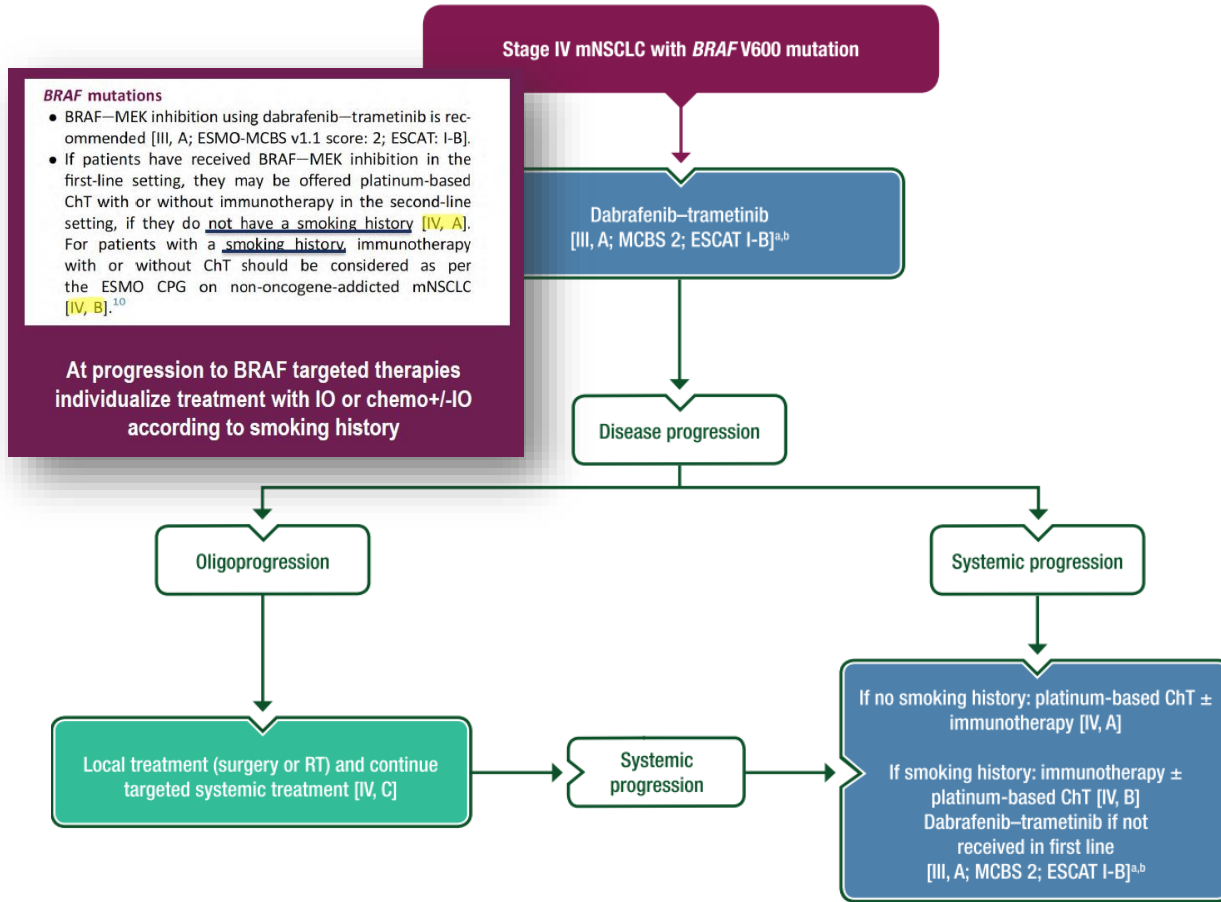 Stage IV mNSCLC with BRAF V600 mutation
BRAF mutations
• BRAF—MEK inhibition using dabrafenib—trametinib is rec-
ommended [III, A; ESMO-MCBS v1.1 score: 2; ESCAT: I-B].
• If patients have received BRAF—MEK inhibition in the
first-line setting, they may be offered platinum-based
ChT with or without immunotherapy in the second-line
setting, if they do not have a smoking history [IV, A].
For patients with a smoking history, immunotherapy
with or without ChT should be considered as per
the ESMO CPG on non-oncogene-addicted mNSCLC
[IV, B].10
At progression to BRAF targeted therapies
individualize treatment with IO or chemo+/-IO
according to smoking history
Dabrafenib–trametinib
[III, A; MCBS 2; ESCAT I-B]a,b
Disease progression
Oligoprogression
Systemic progression
Local treatment (surgery or RT) and continue
targeted systemic treatment [IV, C]
Systemic
progression
If no smoking history: platinum-based ChT ±
immunotherapy [IV, A]
If smoking history: immunotherapy ±
platinum-based ChT [IV, B]
Dabrafenib–trametinib if not
received in first line
[III, A; MCBS 2; ESCAT I-B]a,b